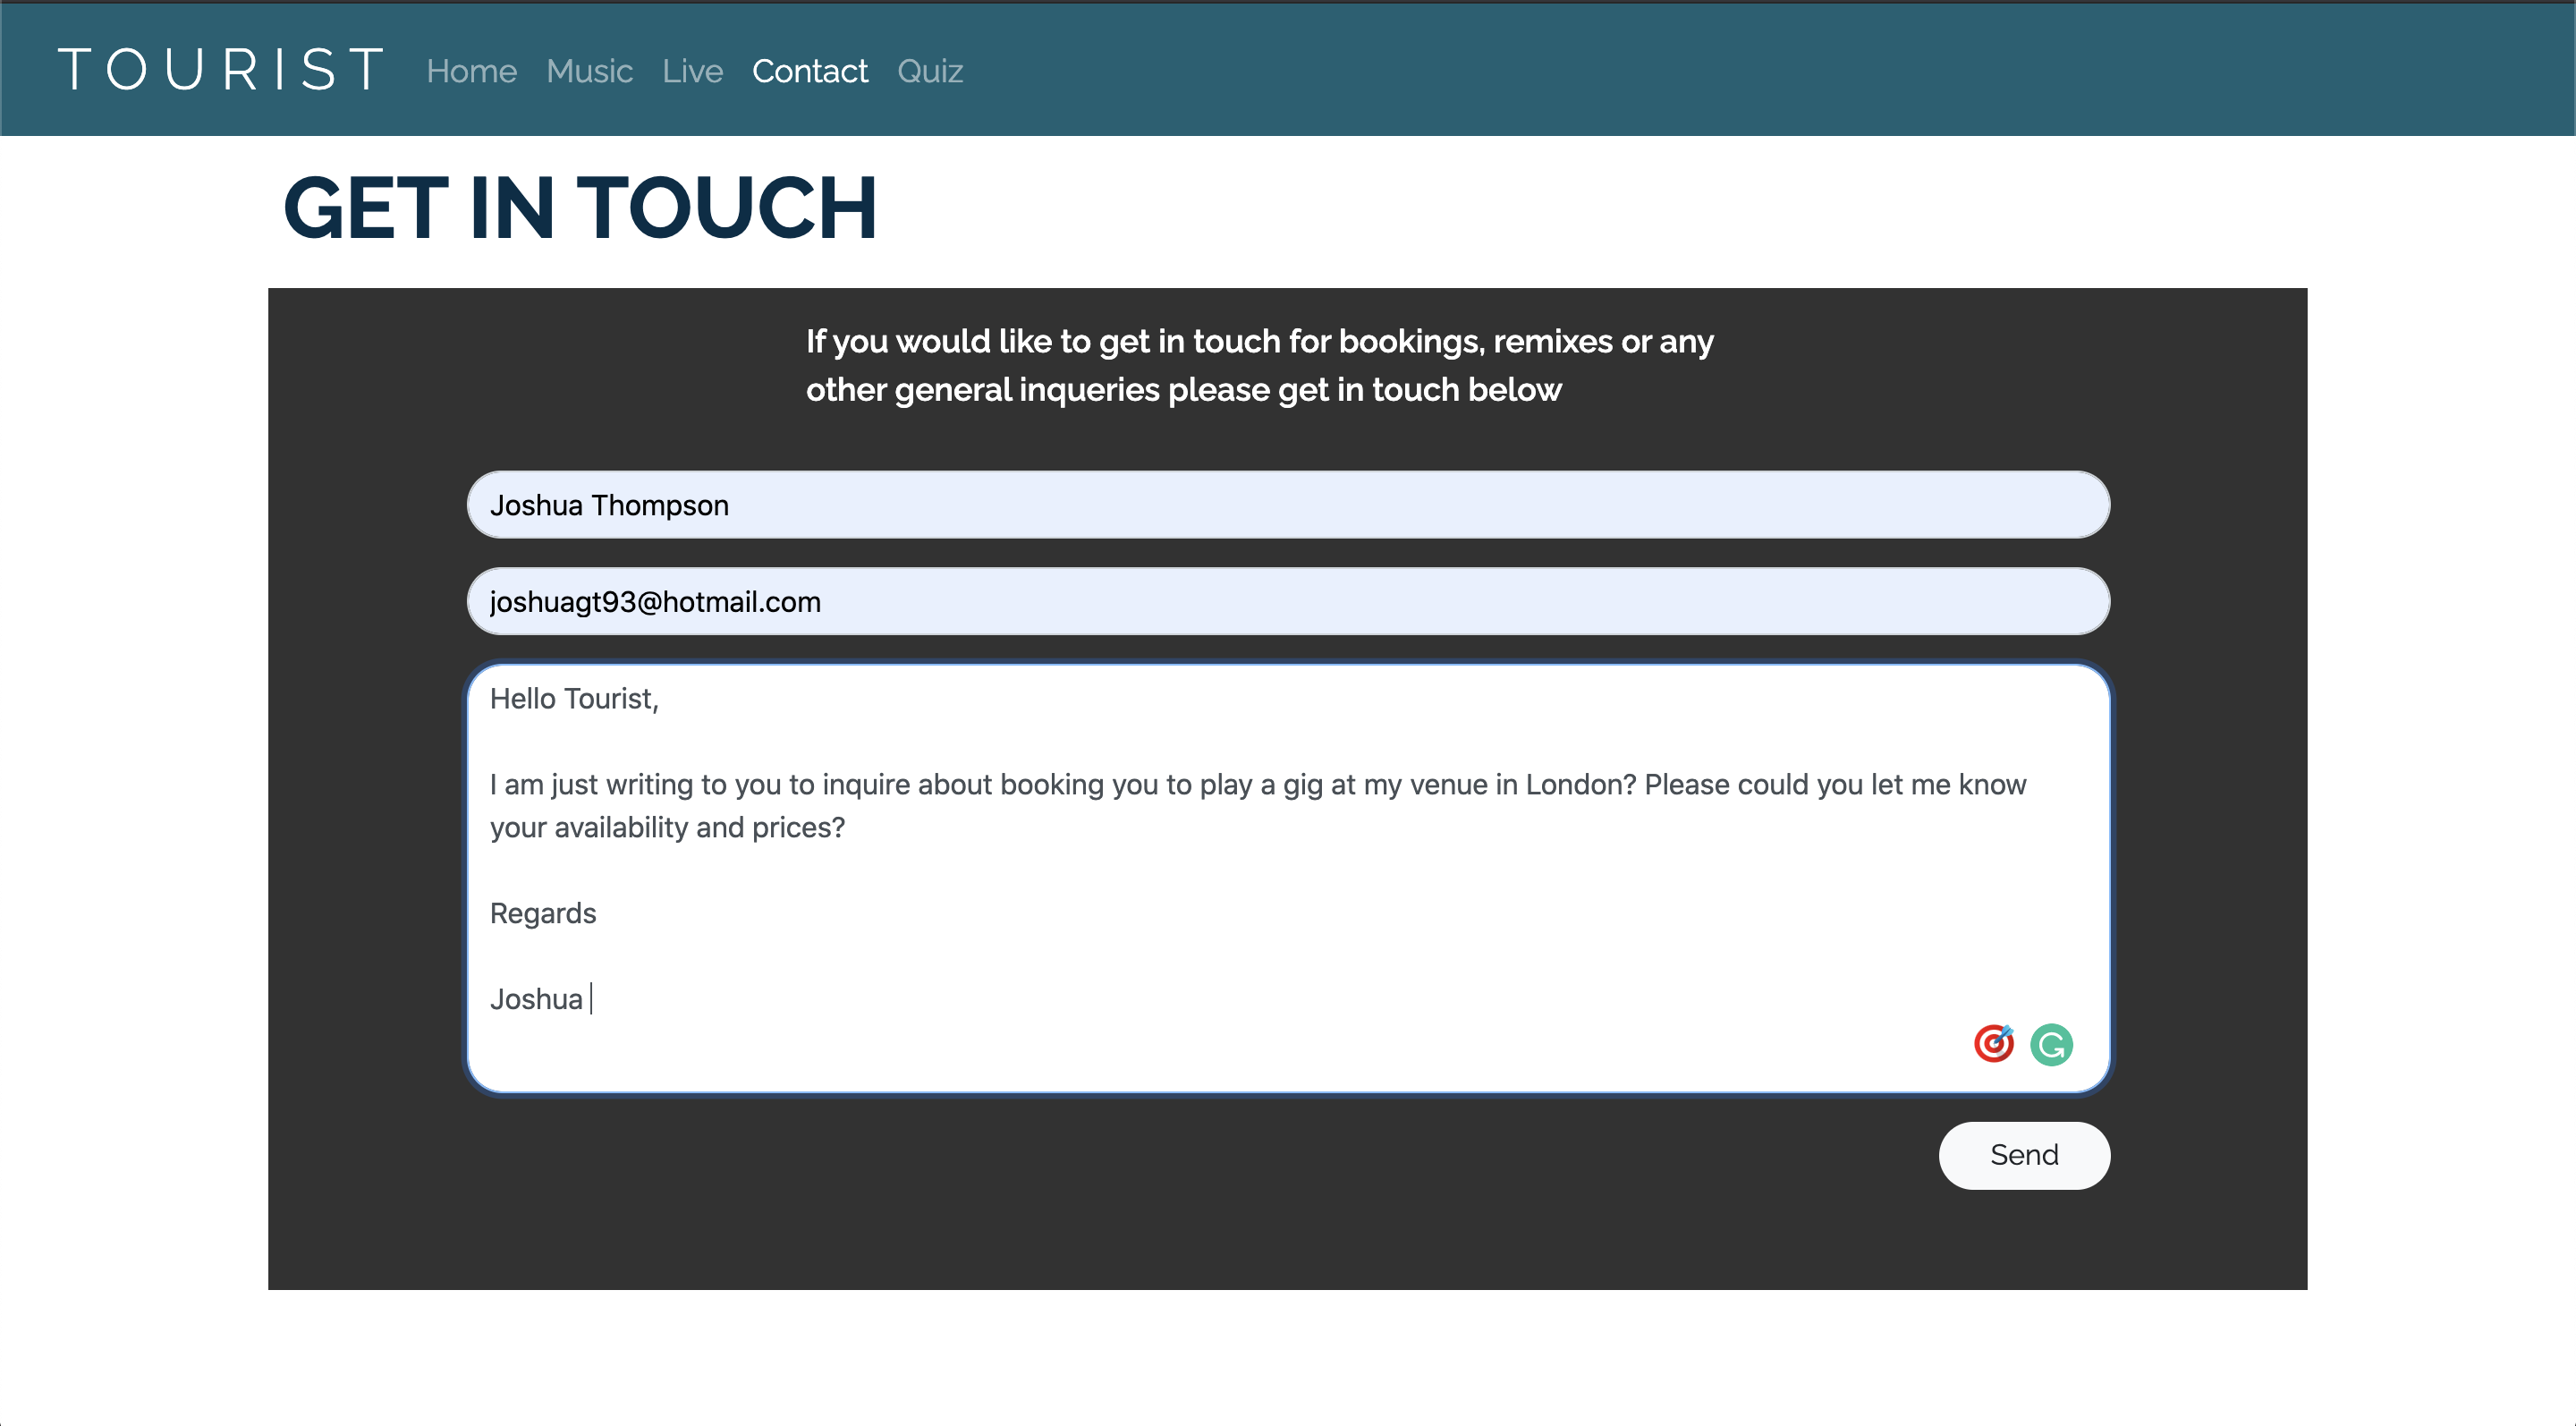 TOURIST Home Music Live Contact Quiz
GET IN TOUCH
If you would like to get in touch for bookings, remixes or any
other general inqueries please get in touch below
Joshua Thompson
joshuagt93@hotmail.com
Hello Tourist,
I am just writing to you to inquire about booking you to play a gig at my venue in London? Please could you let me know
your availability and prices?
Regards
Joshua
Send